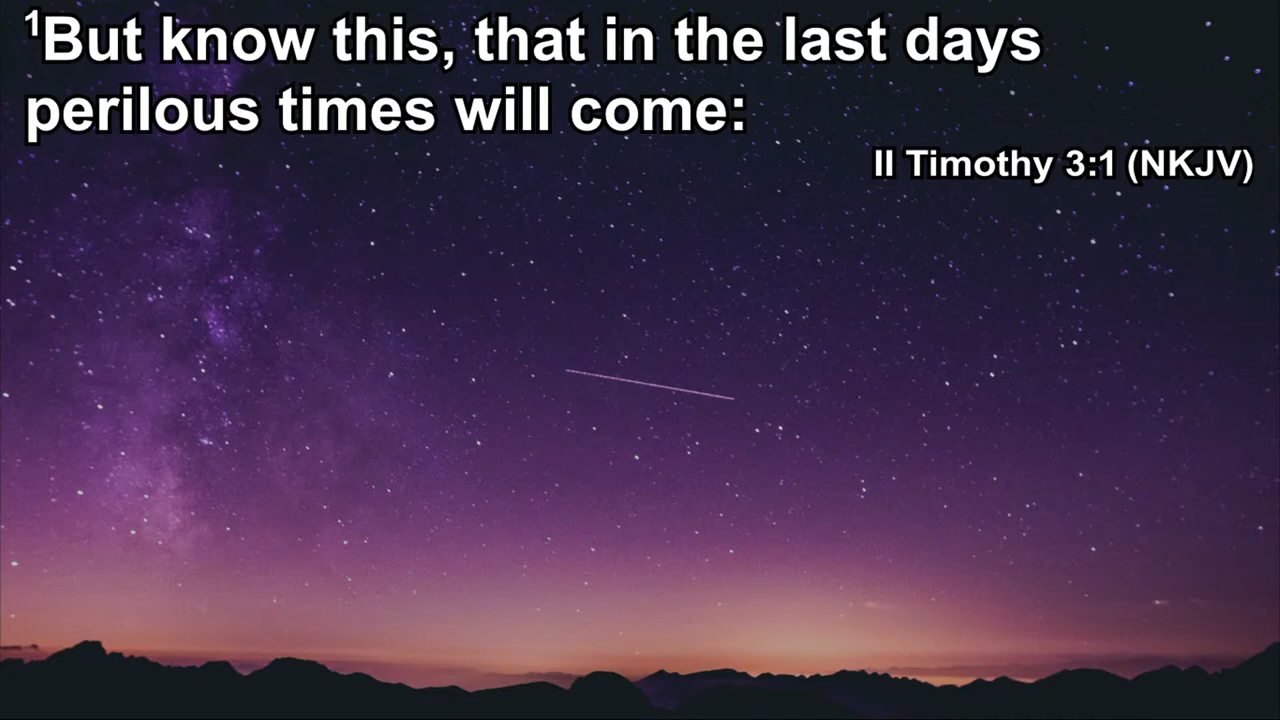 ¹But know this, that in the last days
perilous times will come:
II Timothy 3:1 (NKJV)